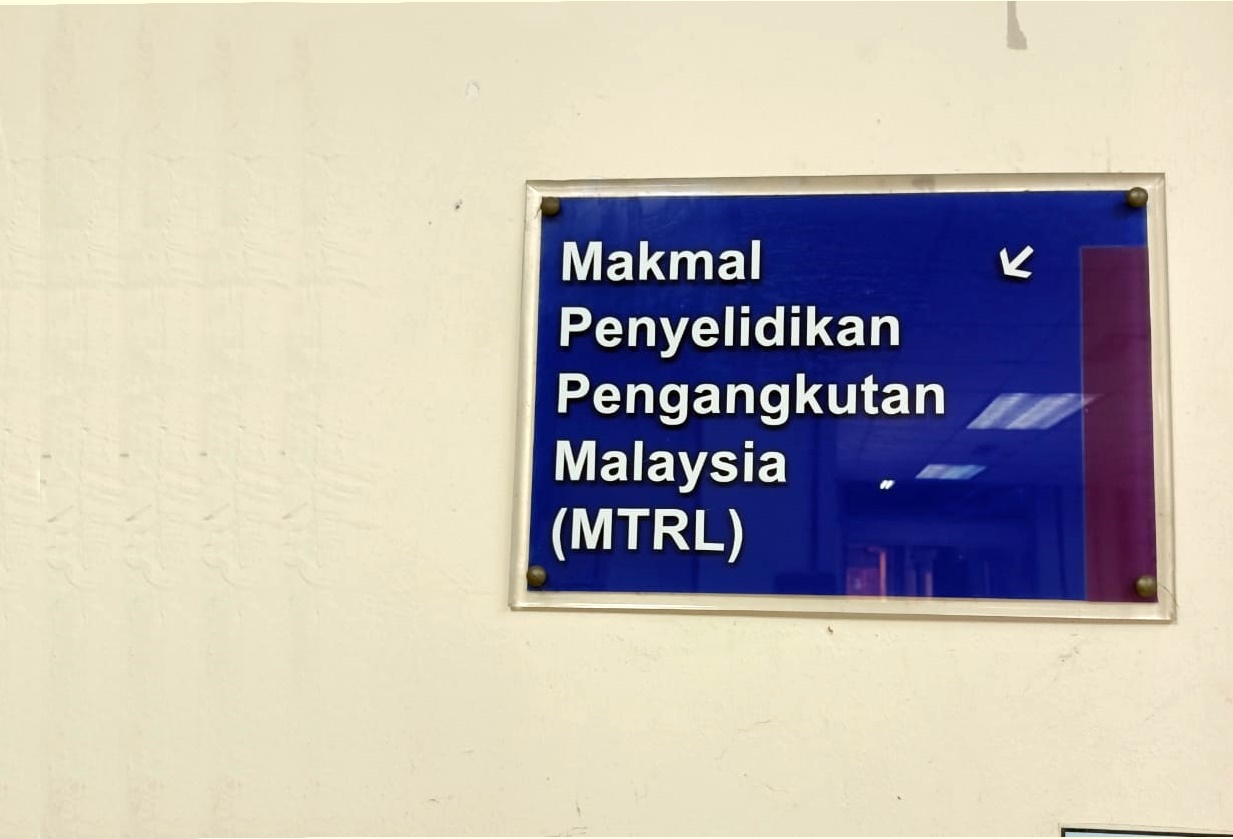 Makmal
Penyelidikan
Pengangkutan
Malaysia
(MTRL)